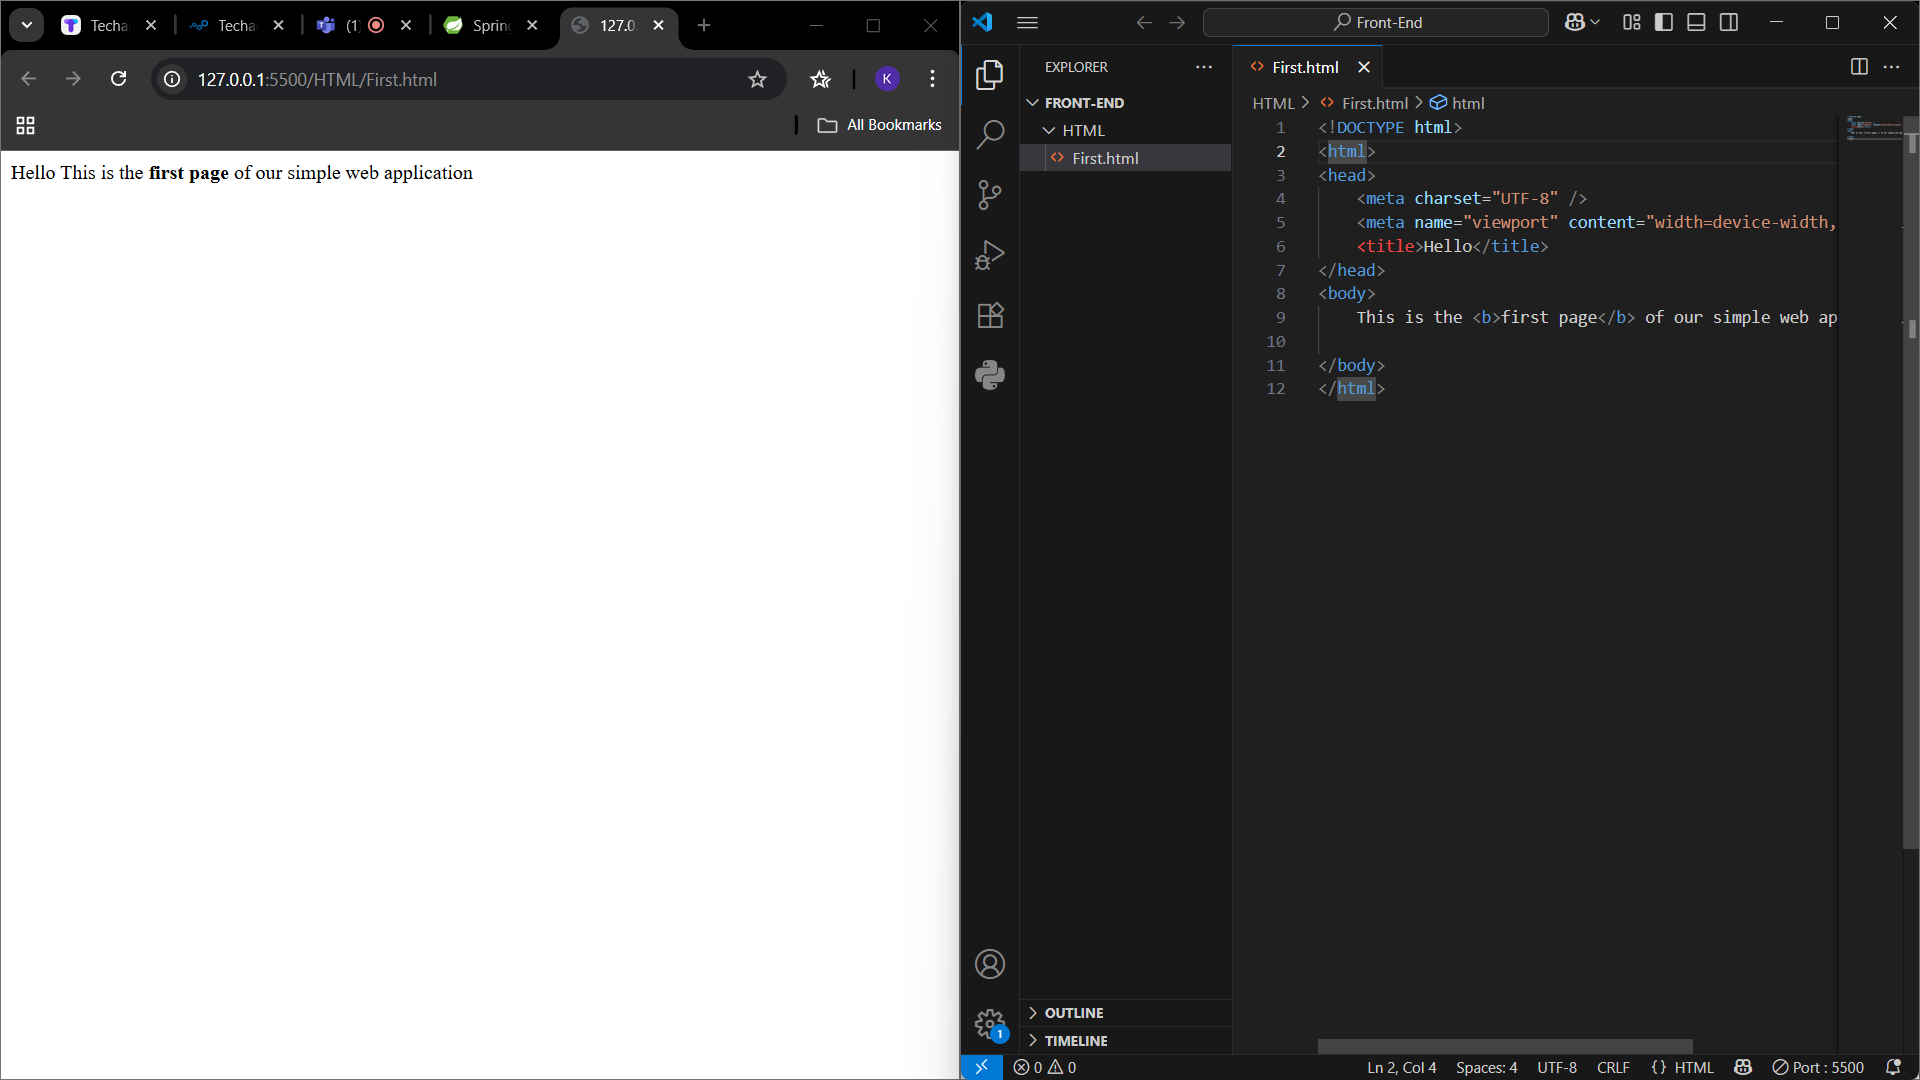 Techa
Techa
(1)
Spring
127.0.
127.0.0.1:5500/HTML/First.html
K
All Bookmarks
Hello This is the first page of our simple web application
Front-End
EXPLORER
FRONT-END
HTML
First.html
OUTLINE
TIMELINE
First.html
HTML > First.html > html
1 <!DOCTYPE html>
2 <html>
3 <head>
4 <meta charset="UTF-8" />
5 <meta name="viewport" content="width=device-width,
6 <title>Hello</title>
7 </head>
8 <body>
9 This is the <b>first page</b> of our simple web ap
10
11 </body>
12 </html>
1
0 0
Ln 2, Col 4
Spaces: 4
UTF-8
CRLF
{ } HTML
Port : 5500